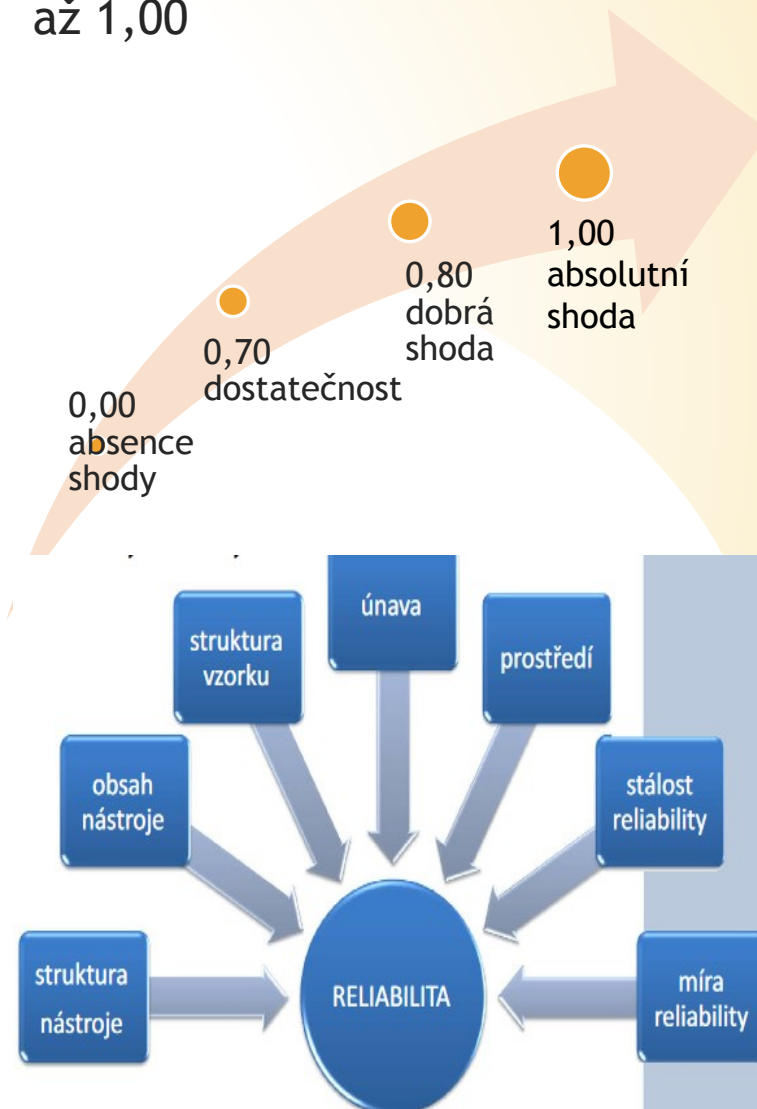 až 1,00
1,00
absolutní
shoda
0,80
dobrá
shoda
0,70
dostatečnost
0,00
absence
shody
únava
struktura
vzorku
prostředí
obsah
nástroje
stálost
reliability
struktura
nástroje
RELIABILITA
míra
reliability